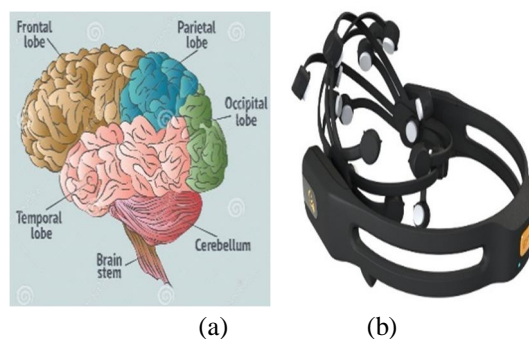 Frontal
lobe
Parietal
lobe
Occipital
lobe
Temporal
lobe
Brain
stem
Cerebellum
(a)
(b)